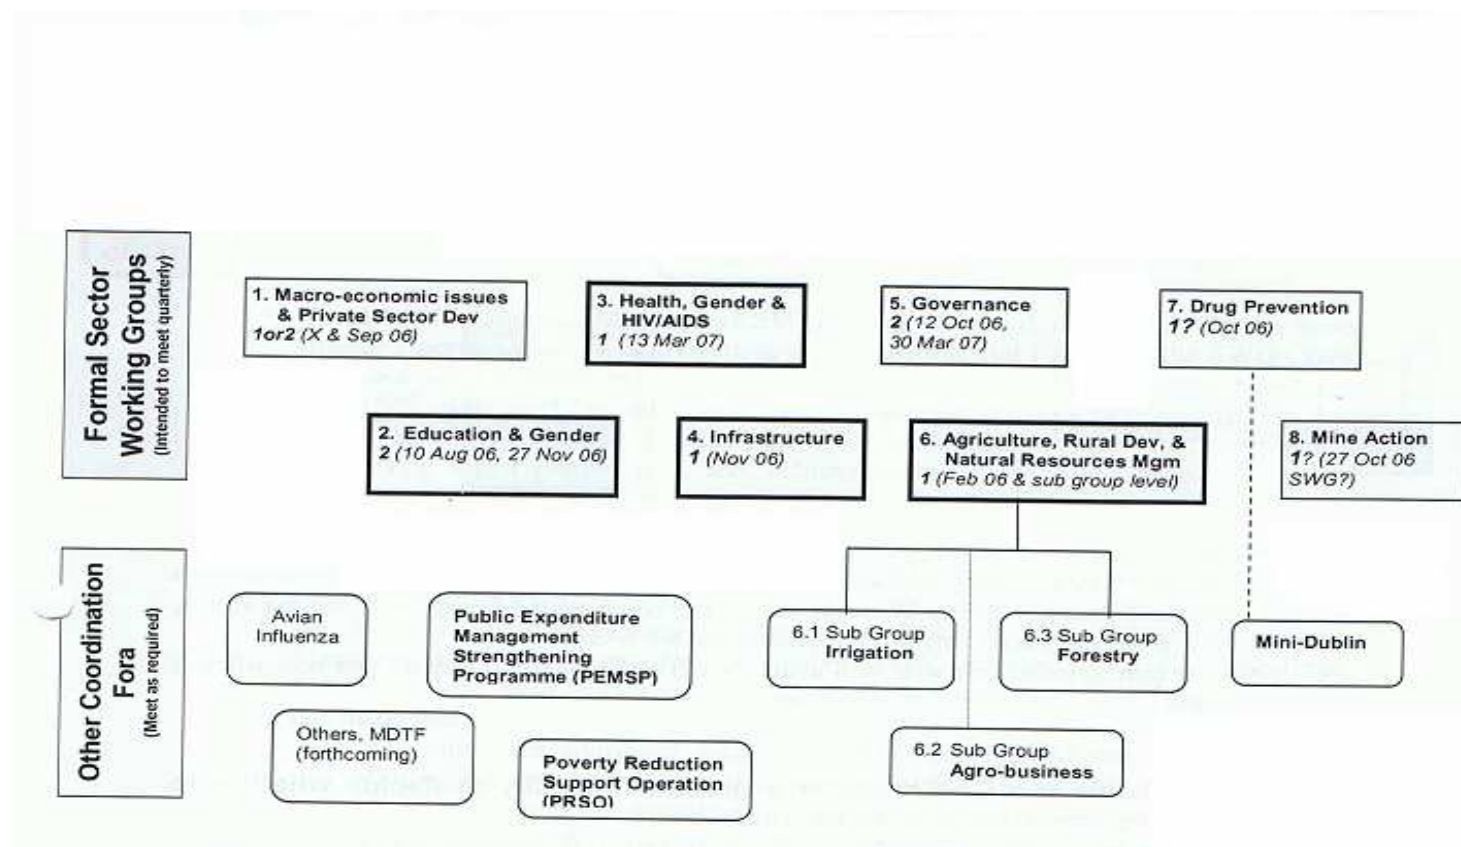 Formal Sector
Working Groups
(Intended to meet quarterly)
1. Macro-economic issues
& Private Sector Dev
1or2 (X & Sep 06)
3. Health, Gender &
HIV/AIDS
1 (13 Mar 07)
5. Governance
2 (12 Oct 06,
30 Mar 07)
7. Drug Prevention
1? (Oct 06)
2. Education & Gender
2 (10 Aug 06, 27 Nov 06)
4. Infrastructure
1 (Nov 06)
6. Agriculture, Rural Dev, &
Natural Resources Mgm
1 (Feb 06 & sub group level)
8. Mine Action
1? (27 Oct 06
SWG?)
Other Coordination
Fora
(Meet as required)
Avian
Influenza
Public Expenditure
Management
Strengthening
Programme (PEMSP)
6.1 Sub Group
Irrigation
6.3 Sub Group
Forestry
Mini-Dublin
Others, MDTF
(forthcoming)
Poverty Reduction
Support Operation
(PRSO)
6.2 Sub Group
Agro-business